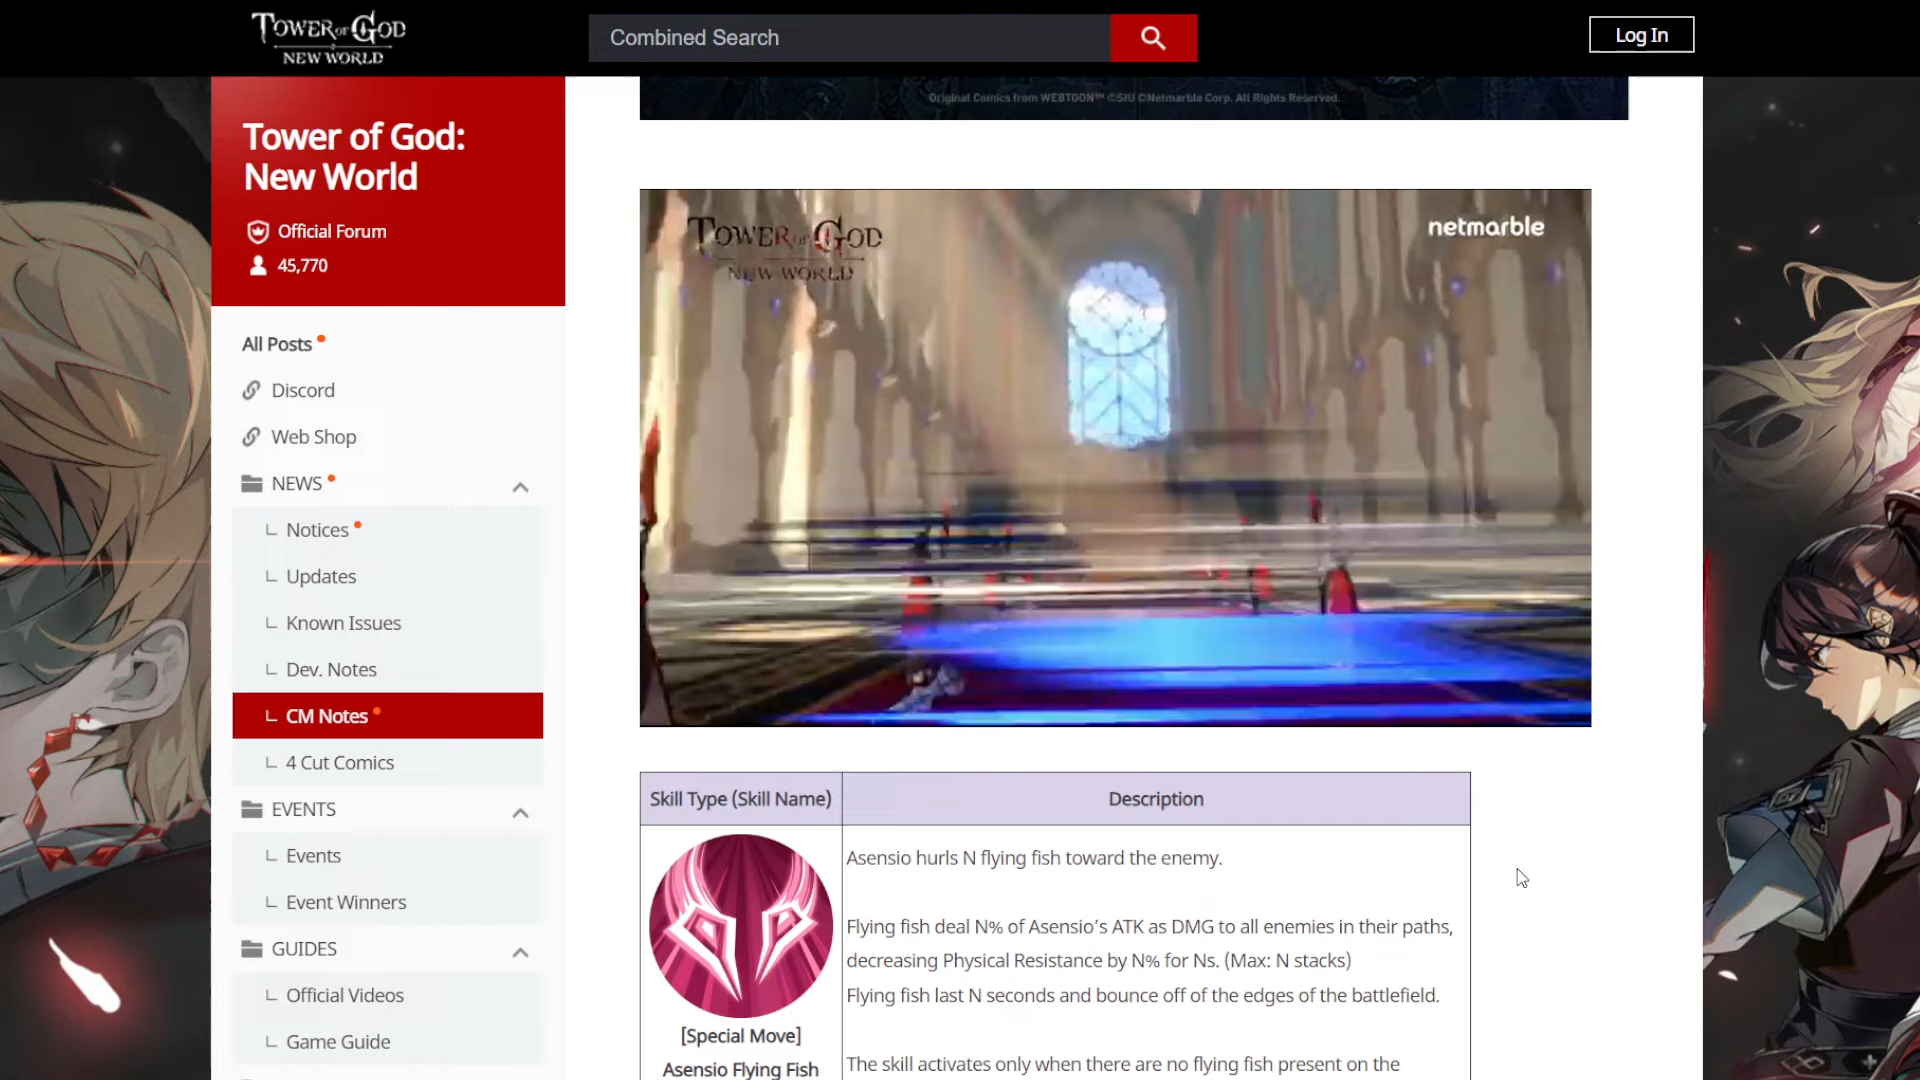 TOWER OF GOD
NEW WORLD
Combined Search
Log In
Tower of God:
New World
Official Forum
45,770
All Posts
Discord
Web Shop
NEWS
Notices
Updates
Known Issues
Dev. Notes
CM Notes
4 Cut Comics
EVENTS
Events
Event Winners
GUIDES
Official Videos
Game Guide
Original Comics from WEBTOON™ ©SIU ©Netmarble Corp. All Rights Reserved.
TOWER OF GOD
NEW WORLD
netmarble
Skill Type (Skill Name)
Description
[Special Move]
Asensio Flying Fish
Asensio hurls N flying fish toward the enemy.
Flying fish deal N% of Asensio's ATK as DMG to all enemies in their paths,
decreasing Physical Resistance by N% for Ns. (Max: N stacks)
Flying fish last N seconds and bounce off of the edges of the battlefield.
The skill activates only when there are no flying fish present on the